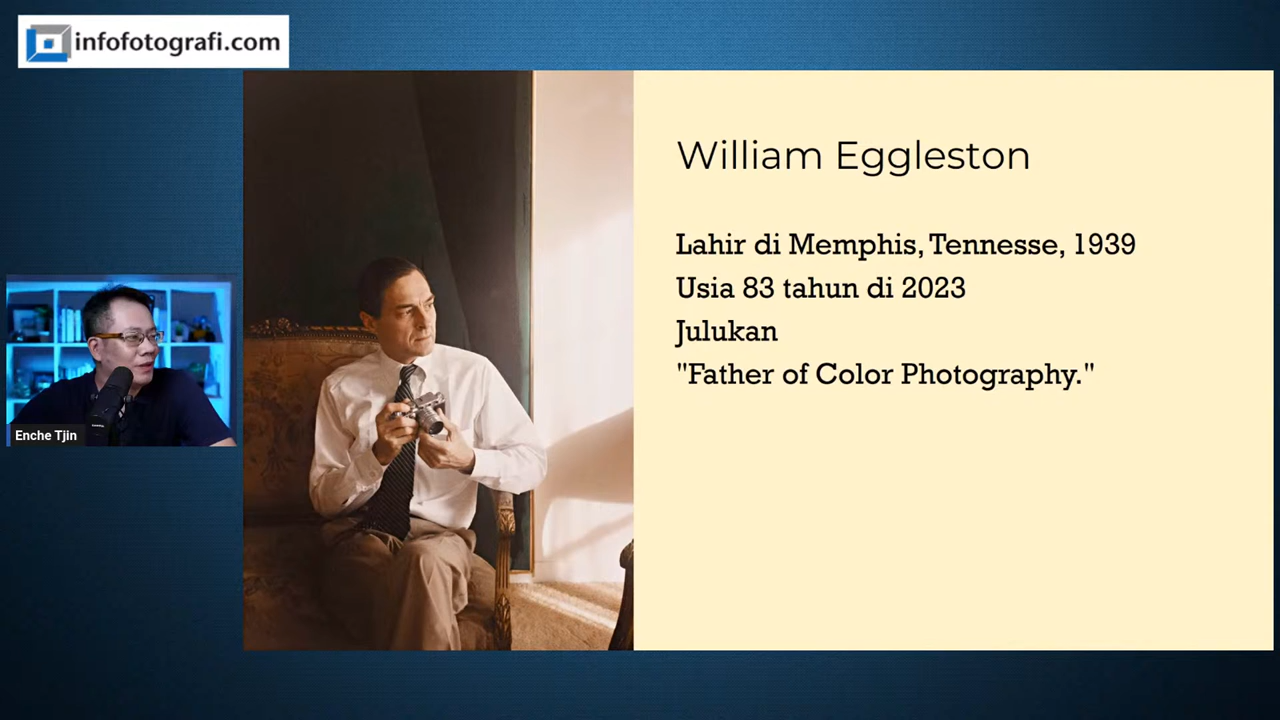 infofotografi.com
William Eggleston
Lahir di Memphis, Tennesse, 1939
Usia 83 tahun di 2023
Julukan
"Father of Color Photography."
Enche Tjin